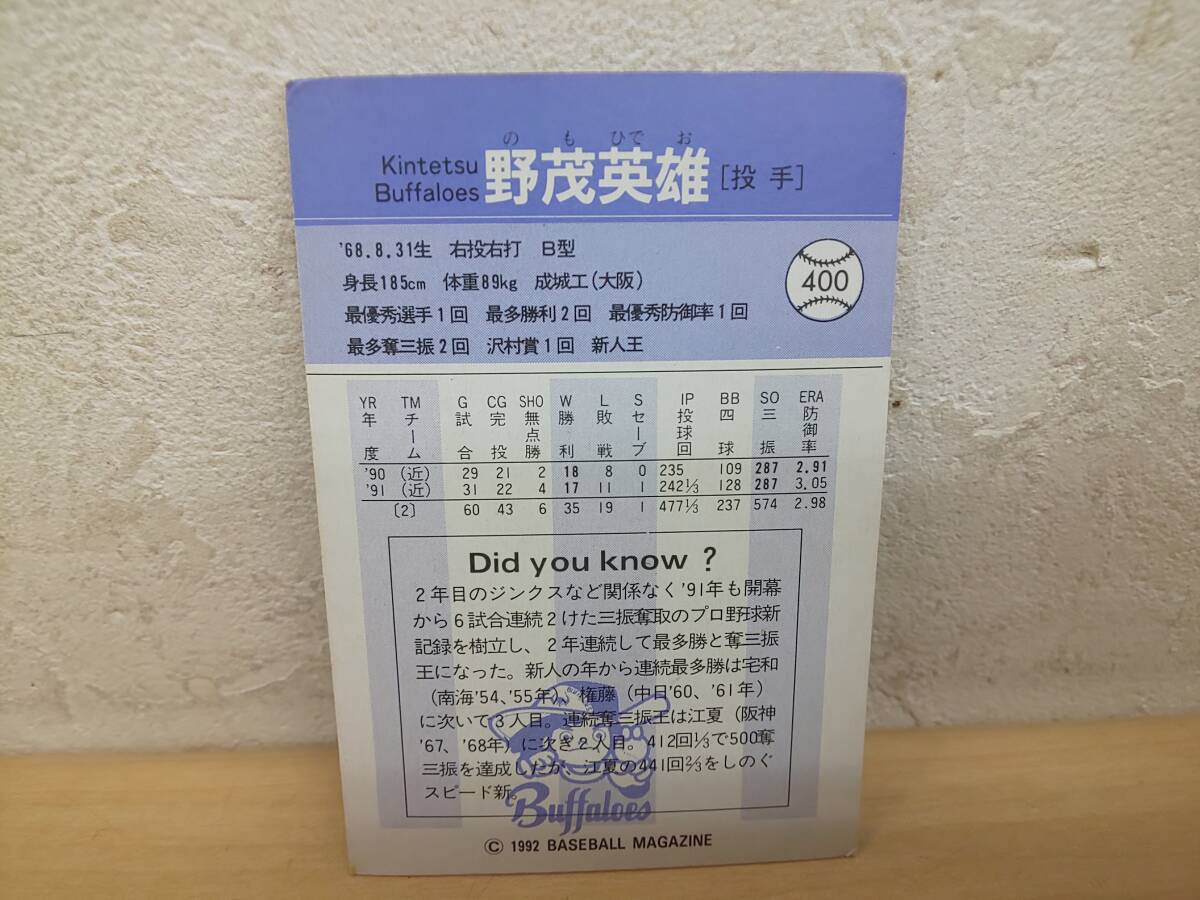 の も ひで お
Kintetsu
Buffaloes
野茂英雄 [投 手]
'68.8.31生 右投右打 B型
身長185cm 体重89kg 成城工(大阪)
400
最優秀選手1回 最多勝利2回 最優秀防御率1回
最多奪三振2回 沢村賞1回 新人王
YR TM G CG SHO W L S IP BB SO ERA
年度 チーム 試合 完投 無点勝 勝利 敗戦 セーブ 投球回 四球 三振 防御率
'90 (近) 29 21 2 18 8 0 235 109 287 2.91
'91 (近) 31 22 4 17 11 1 242⅓ 128 287 3.05
[2] 60 43 6 35 19 1 477⅓ 237 574 2.98
Did you know ?
2年目のジンクスなど関係なく'91年も開幕
から6試合連続2けた三振奪取のプロ野球新
記録を樹立し、2年連続して最多勝と奪三振
王になった。新人の年から連続最多勝は宅和
(南海'54、'55年)、権藤(中日'60、'61年)
に次いで3人目。連続奪三振王は江夏(阪神
'67、'68年)に次ぎ2人目。412回⅓で500奪
三振を達成したが、江夏の441回⅔をしのぐ
スピード新。
Buffaloes
© 1992 BASEBALL MAGAZINE